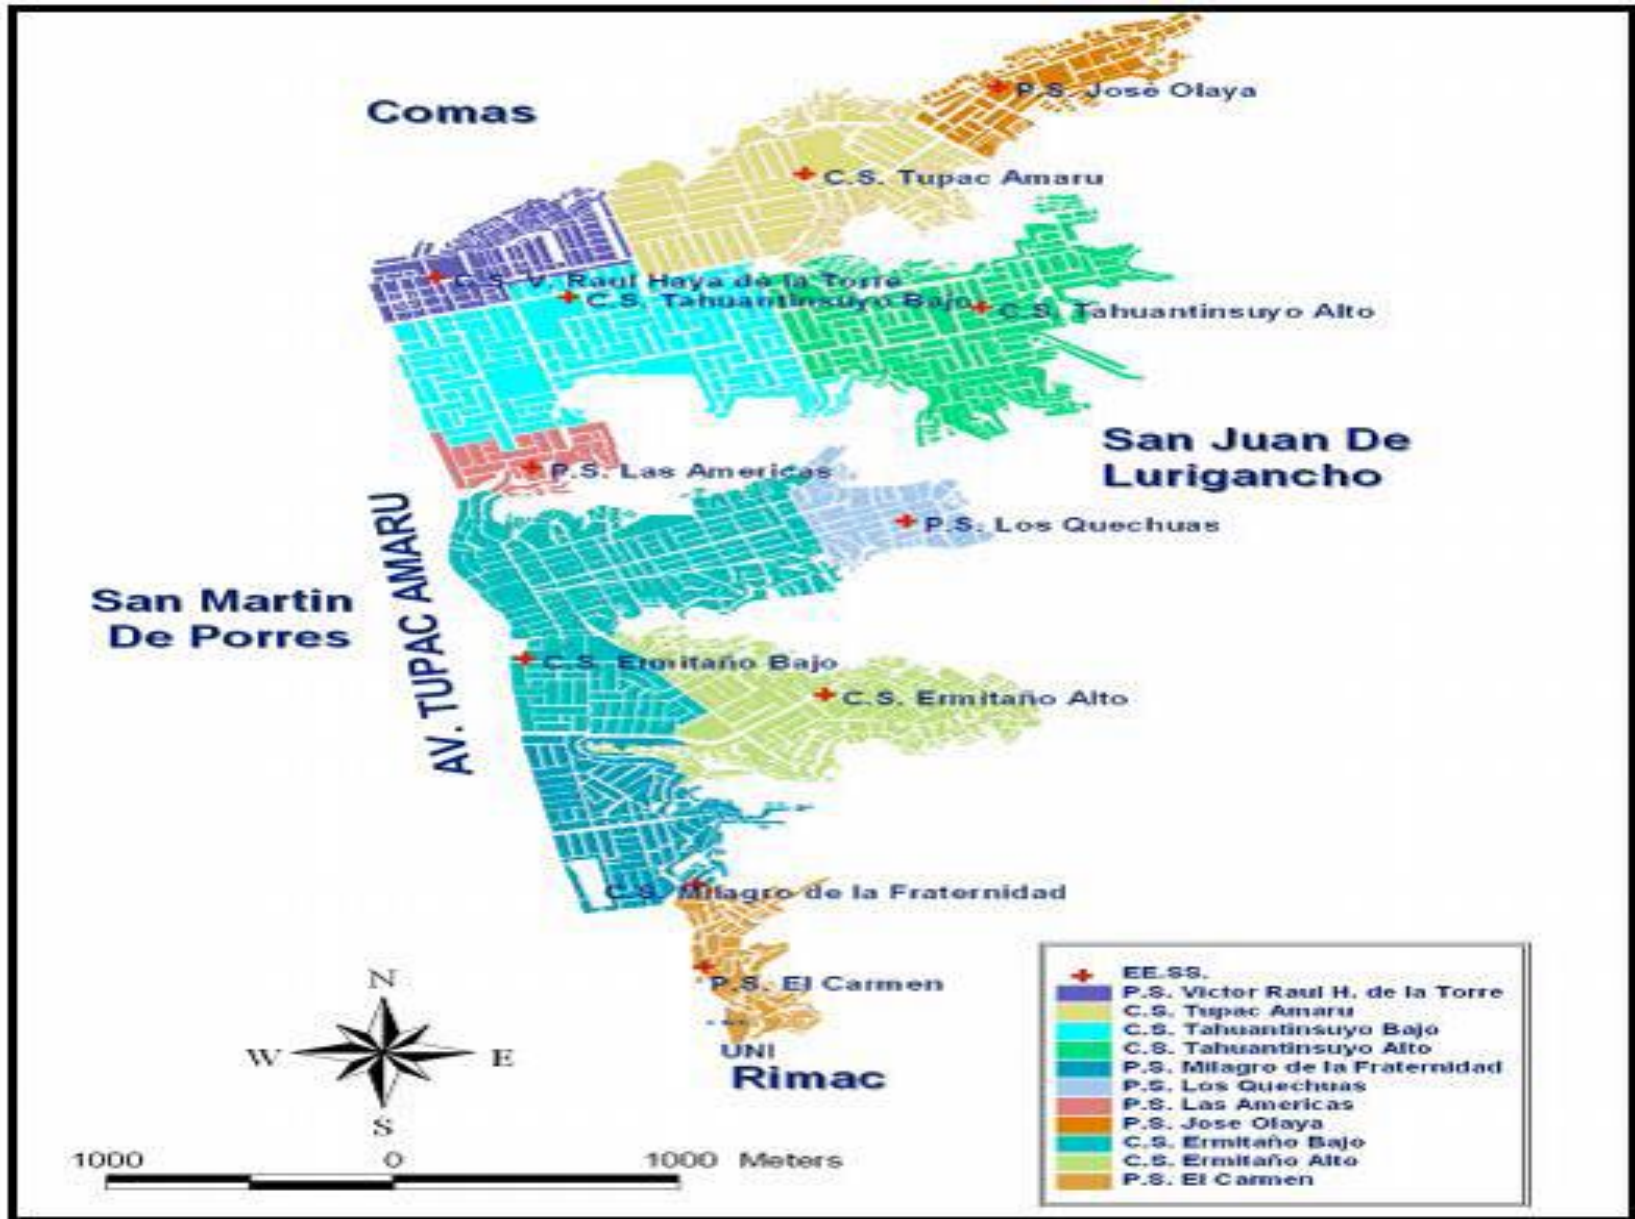 P.S. José Olaya
Comas
C.S. Tupac Amaru
C.S. V. Raul Haya de la Torre
C.S. Tahuantinsuyo Bajo
C.S. Tahuantinsuyo Alto
San Juan De
Lurigancho
P.S. Las Americas
P.S. Los Quechuas
AV. TUPAC AMARU
San Martin
De Porres
C.S. Ermitaño Bajo
C.S. Ermitaño Alto
C.S. Milagro de la Fraternidad
P.S. El Carmen
UNI
Rimac
N
W
E
S
1000 0 1000 Meters
EE.SS.
P.S. Victor Raul H. de la Torre
C.S. Tupac Amaru
C.S. Tahuantinsuyo Bajo
C.S. Tahuantinsuyo Alto
P.S. Milagro de la Fraternidad
P.S. Los Quechuas
P.S. Las Americas
P.S. Jose Olaya
C.S. Ermitaño Bajo
C.S. Ermitaño Alto
P.S. El Carmen